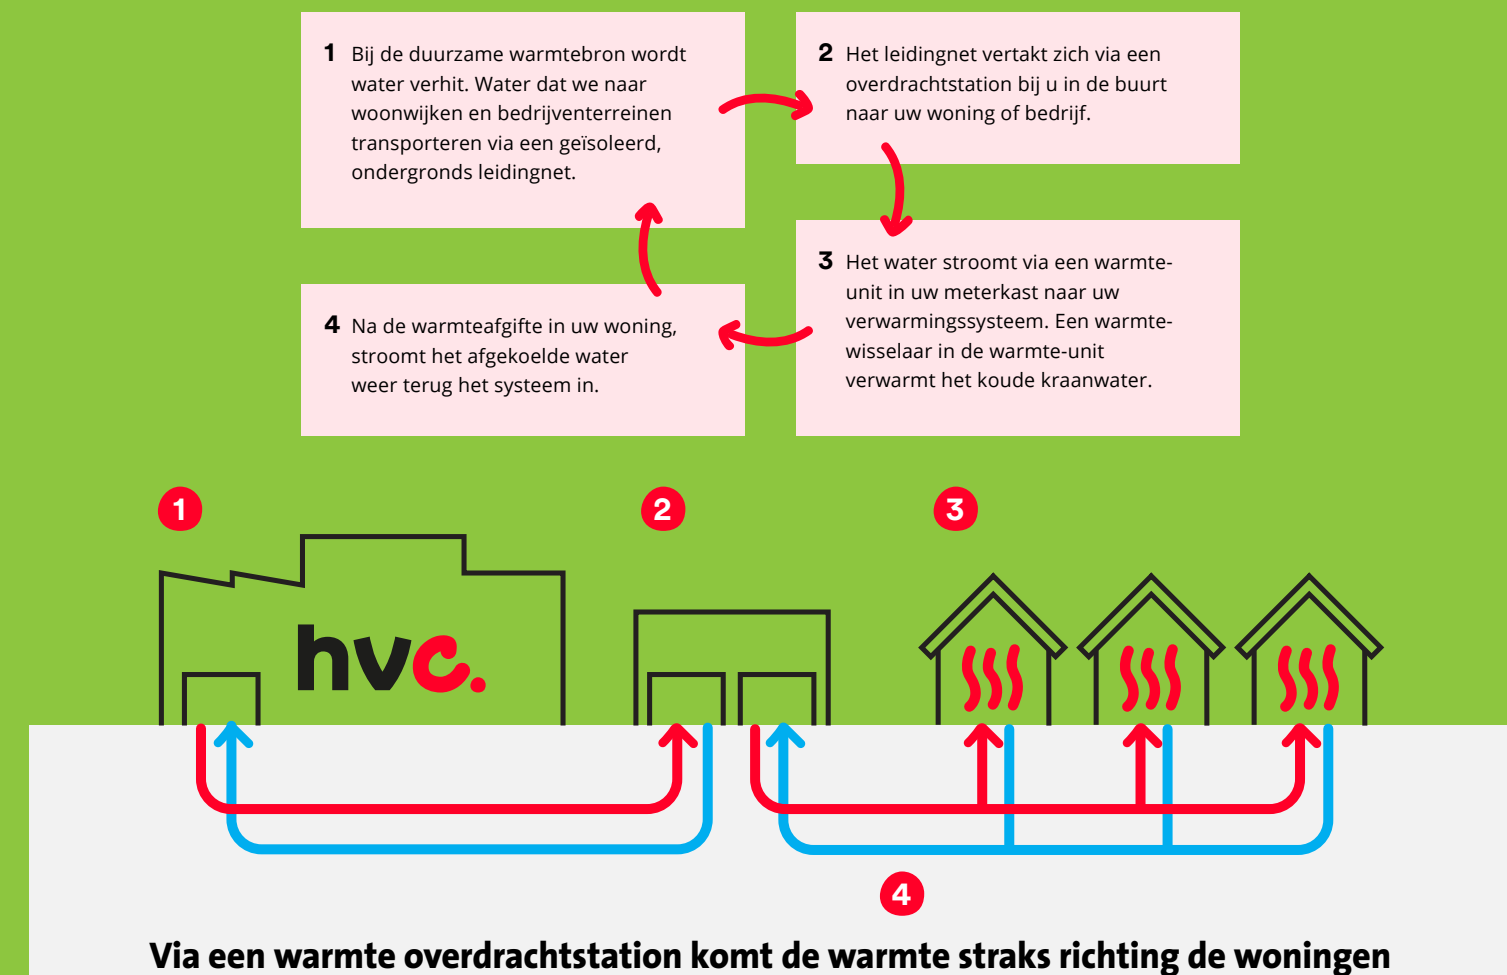 1 Bij de duurzame warmtebron wordt
water verhit. Water dat we naar
woonwijken en bedrijventerreinen
transporteren via een geïsoleerd,
ondergronds leidingnet.
2 Het leidingnet vertakt zich via een
overdrachtstation bij u in de buurt
naar uw woning of bedrijf.
3 Het water stroomt via een warmte-
unit in uw meterkast naar uw
verwarmingssysteem. Een warmte-
wisselaar in de warmte-unit
verwarmt het koude kraanwater.
4 Na de warmteafgifte in uw woning,
stroomt het afgekoelde water
weer terug het systeem in.
1
2
3
hvc.
4
Via een warmte overdrachtstation komt de warmte straks richting de woningen